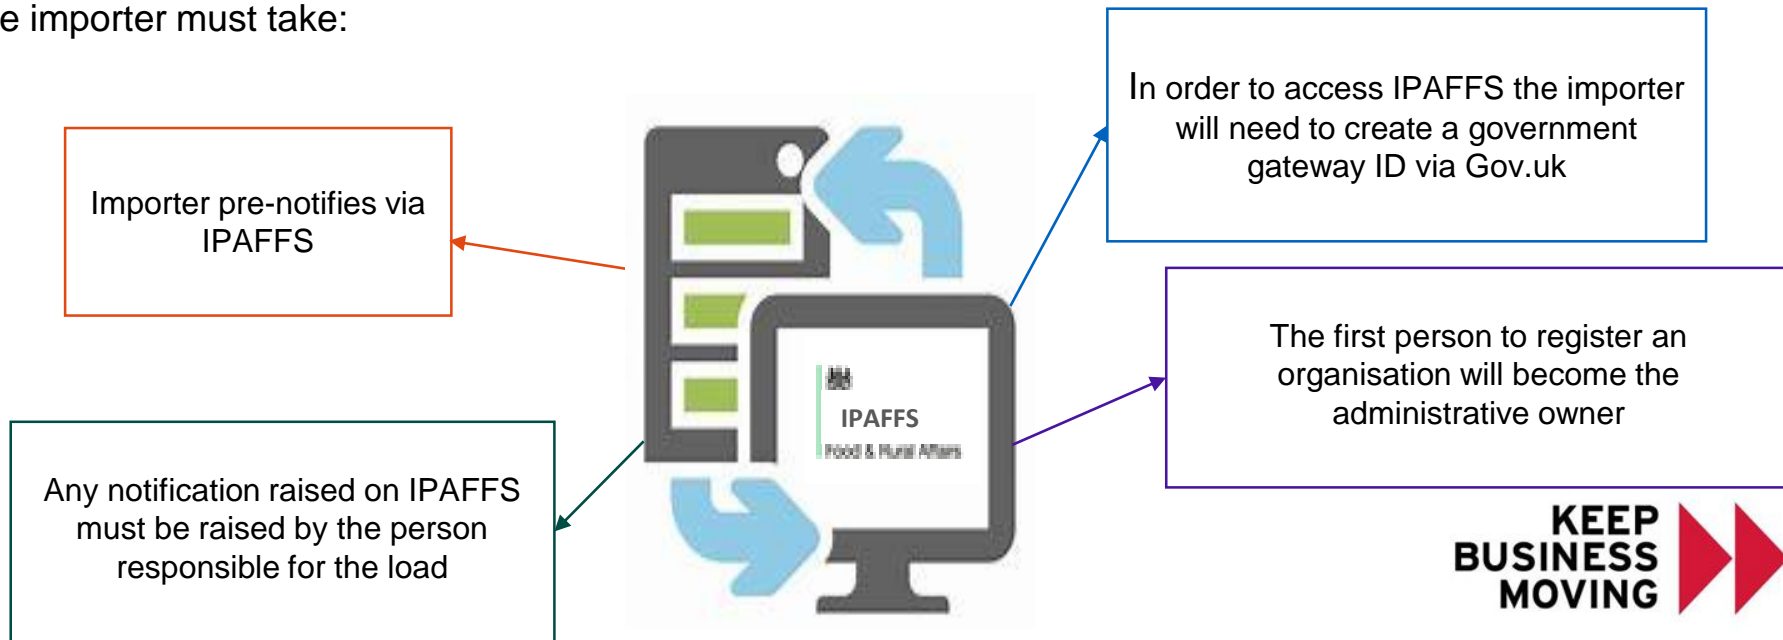 e importer must take:
In order to access IPAFFS the importer
will need to create a government
gateway ID via Gov.uk
Importer pre-notifies via
IPAFFS
The first person to register an
organisation will become the
administrative owner
IPAFFS
Food & Rural Affairs
Any notification raised on IPAFFS
must be raised by the person
responsible for the load
KEEP
BUSINESS
MOVING